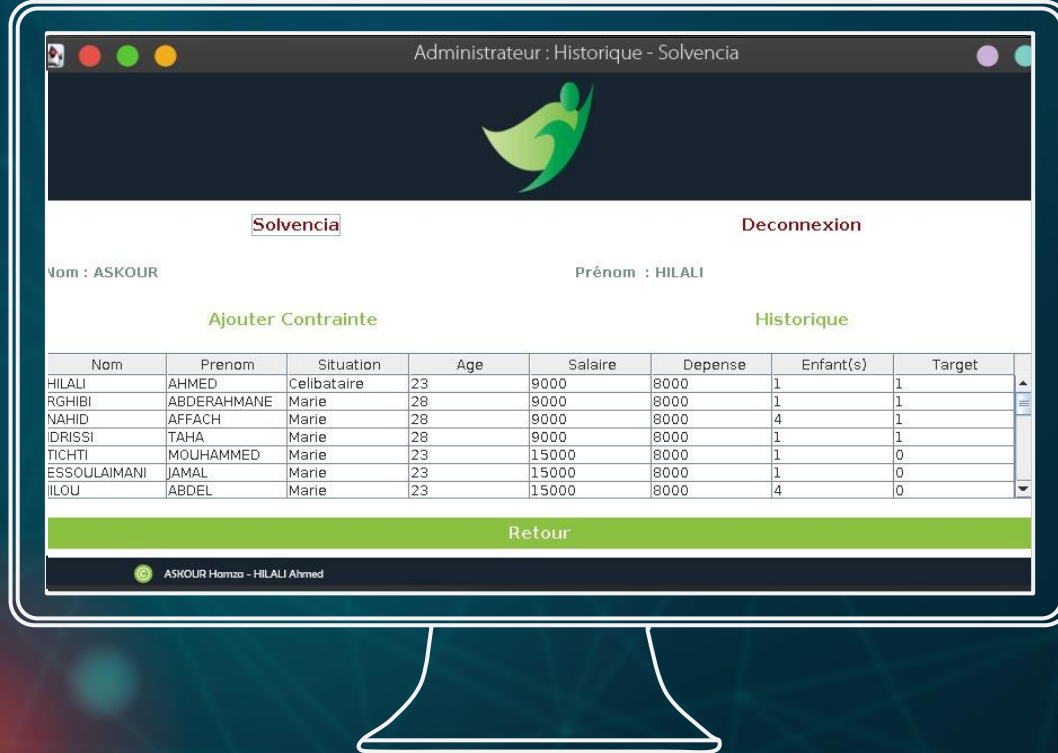 Administrateur : Historique - Solvencia
Solvencia Deconnexion
Nom : ASKOUR Prénom : HILALI
Ajouter Contrainte Historique
Nom Prenom Situation Age Salaire Depense Enfant(s) Target
HILALI AHMED Celibataire 23 9000 8000 1 1
RGHIBI ABDERAHMANE Marie 28 9000 8000 1 1
NAHID AFFACH Marie 28 9000 8000 4 1
IDRISSI TAHA Marie 28 9000 8000 1 1
TICHTI MOUHAMMED Marie 23 15000 8000 1 0
ESSOULAIMANI JAMAL Marie 23 15000 8000 1 0
ABDEL Marie 23 15000 8000 4 0
Retour
© ASKOUR Hamza - HILALI Ahmed